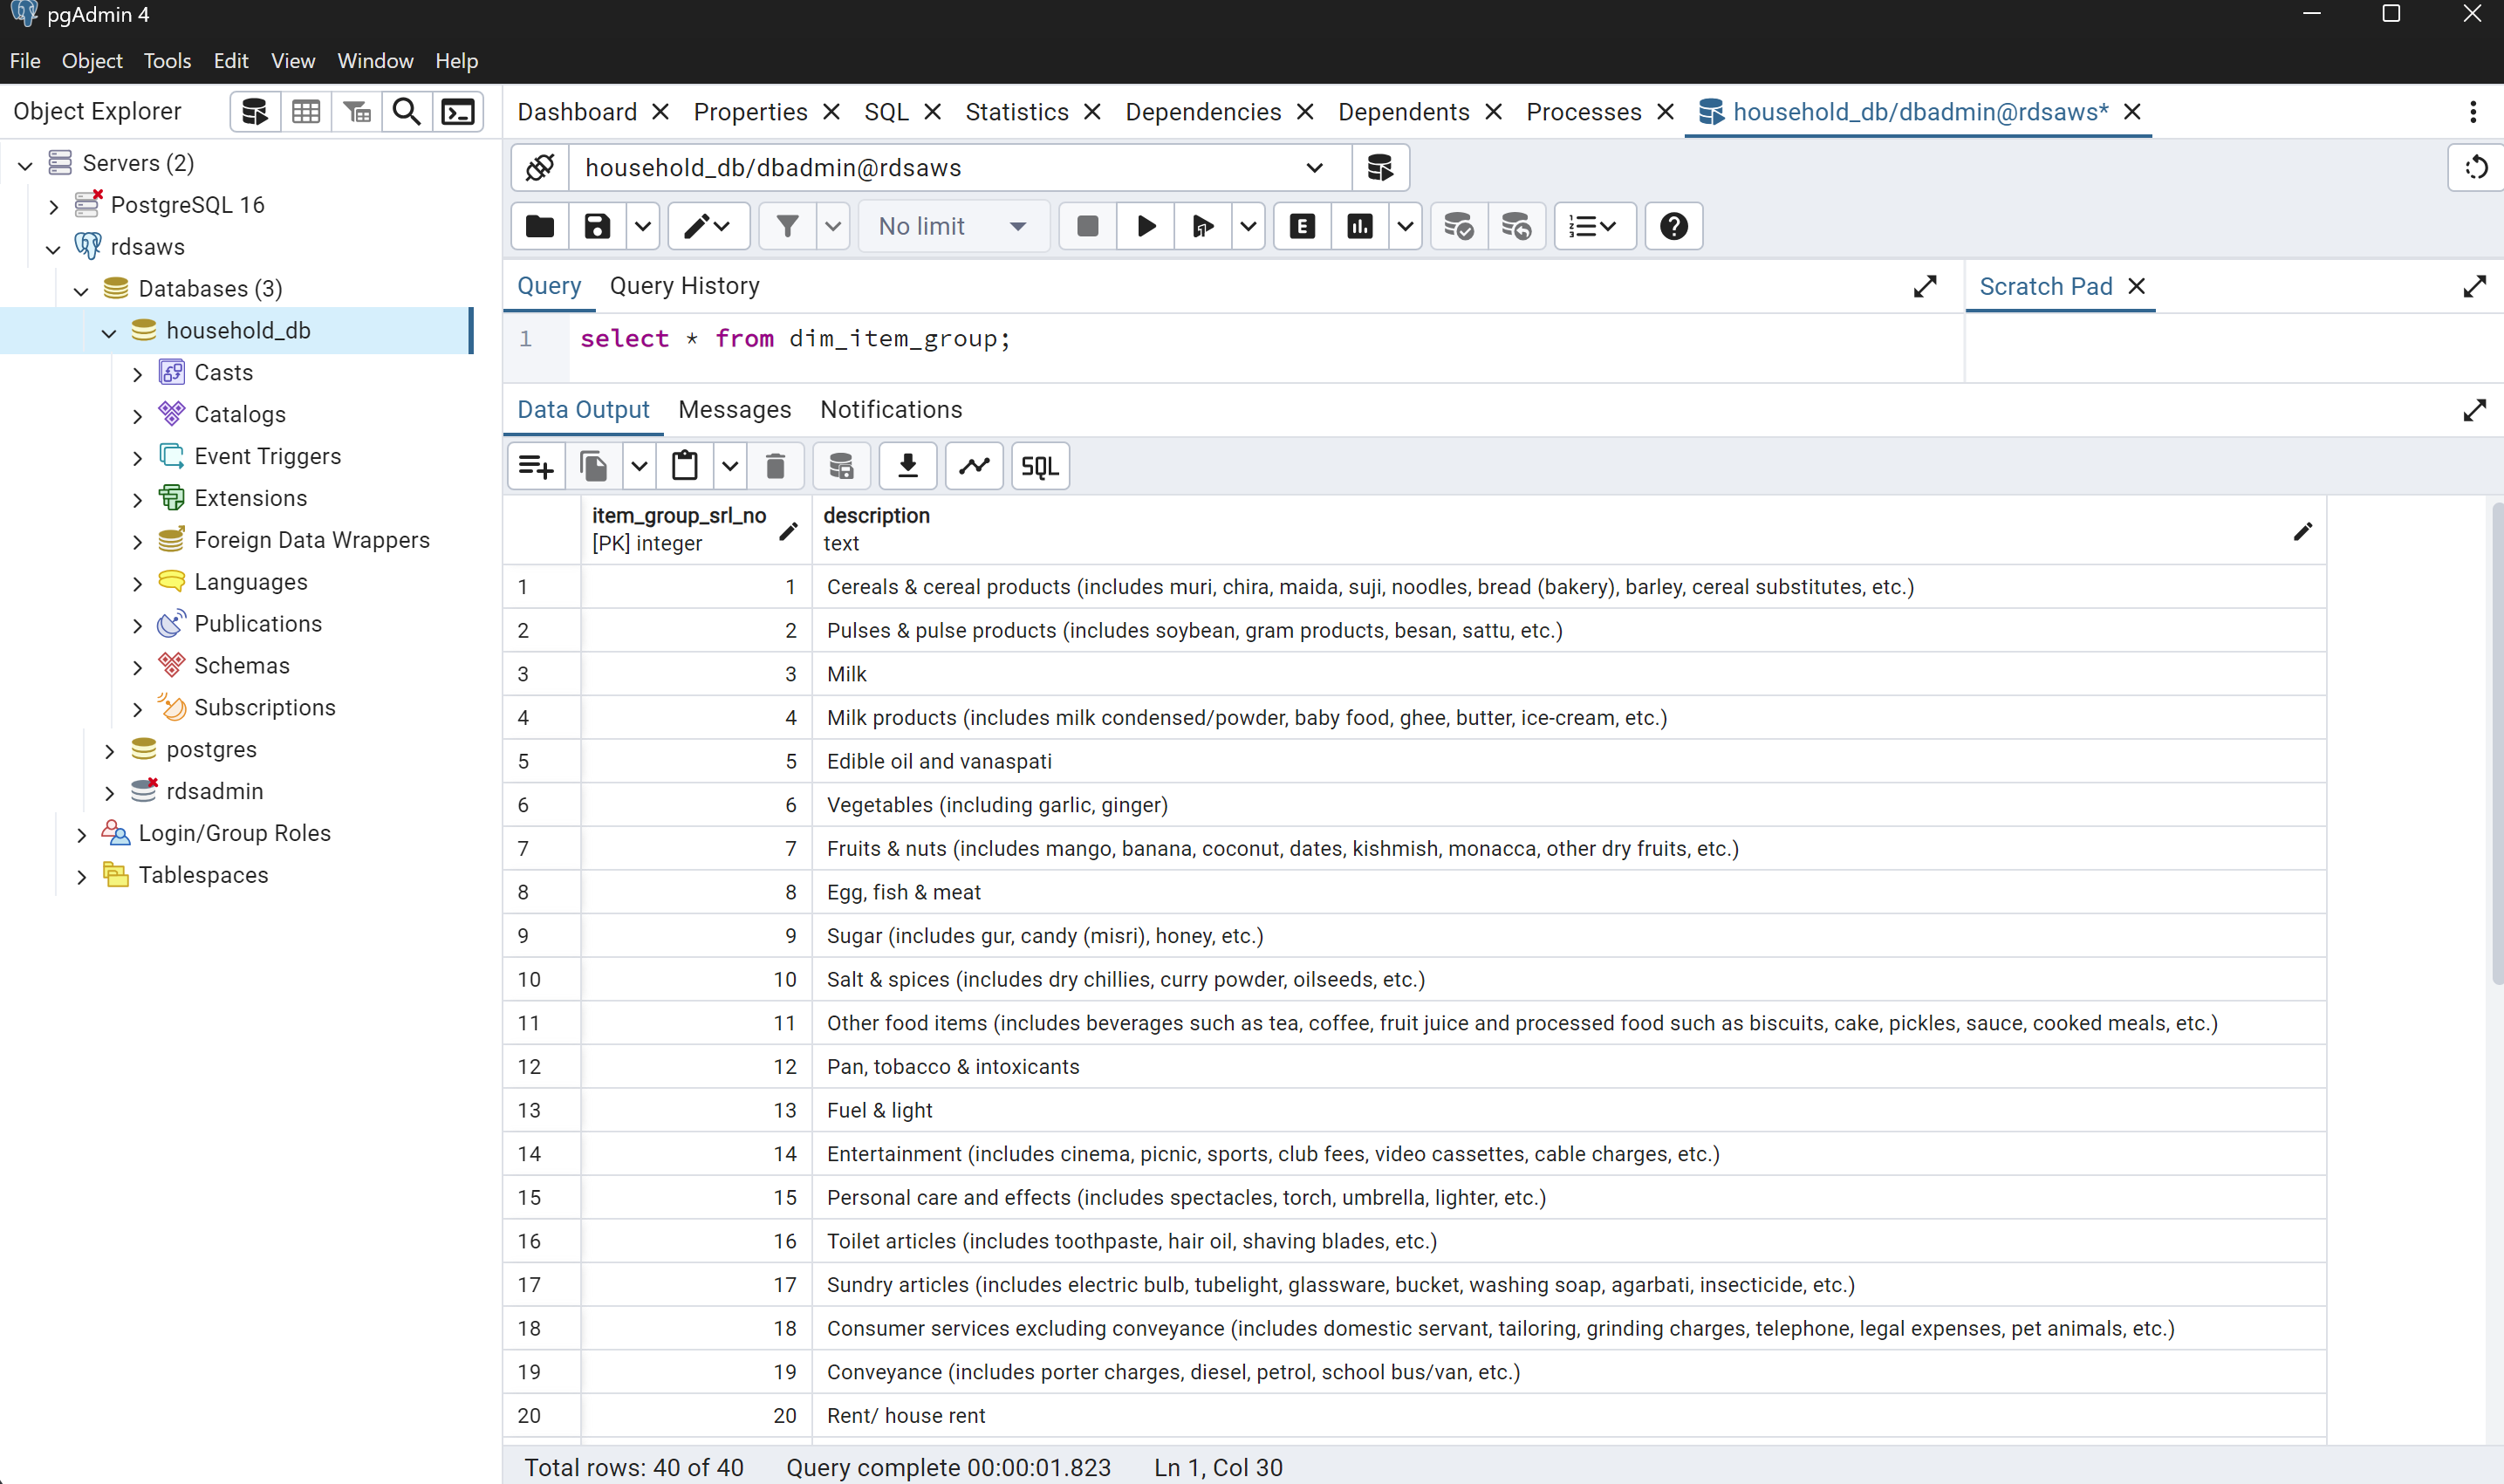 pgAdmin 4
File Object Tools Edit View Window Help
Object Explorer
Dashboard Properties SQL Statistics Dependencies Dependents Processes household_db/dbadmin@rdsaws*
Servers (2)
PostgreSQL 16
rdsaws
Databases (3)
household_db
Casts
Catalogs
Event Triggers
Extensions
Foreign Data Wrappers
Languages
Publications
Schemas
Subscriptions
postgres
rdsadmin
Login/Group Roles
Tablespaces
household_db/dbadmin@rdsaws
No limit
E
Query Query History
Scratch Pad
1 select * from dim_item_group;
Data Output Messages Notifications
SQL
item_group_srl_no description
[PK] integer text
1 1 Cereals & cereal products (includes muri, chira, maida, suji, noodles, bread (bakery), barley, cereal substitutes, etc.)
2 2 Pulses & pulse products (includes soybean, gram products, besan, sattu, etc.)
3 3 Milk
4 4 Milk products (includes milk condensed/powder, baby food, ghee, butter, ice-cream, etc.)
5 5 Edible oil and vanaspati
6 6 Vegetables (including garlic, ginger)
7 7 Fruits & nuts (includes mango, banana, coconut, dates, kishmish, monacca, other dry fruits, etc.)
8 8 Egg, fish & meat
9 9 Sugar (includes gur, candy (misri), honey, etc.)
10 10 Salt & spices (includes dry chillies, curry powder, oilseeds, etc.)
11 11 Other food items (includes beverages such as tea, coffee, fruit juice and processed food such as biscuits, cake, pickles, sauce, cooked meals, etc.)
12 12 Pan, tobacco & intoxicants
13 13 Fuel & light
14 14 Entertainment (includes cinema, picnic, sports, club fees, video cassettes, cable charges, etc.)
15 15 Personal care and effects (includes spectacles, torch, umbrella, lighter, etc.)
16 16 Toilet articles (includes toothpaste, hair oil, shaving blades, etc.)
17 17 Sundry articles (includes electric bulb, tubelight, glassware, bucket, washing soap, agarbati, insecticide, etc.)
18 18 Consumer services excluding conveyance (includes domestic servant, tailoring, grinding charges, telephone, legal expenses, pet animals, etc.)
19 19 Conveyance (includes porter charges, diesel, petrol, school bus/van, etc.)
20 20 Rent/ house rent
Total rows: 40 of 40 Query complete 00:00:01.823 Ln 1, Col 30